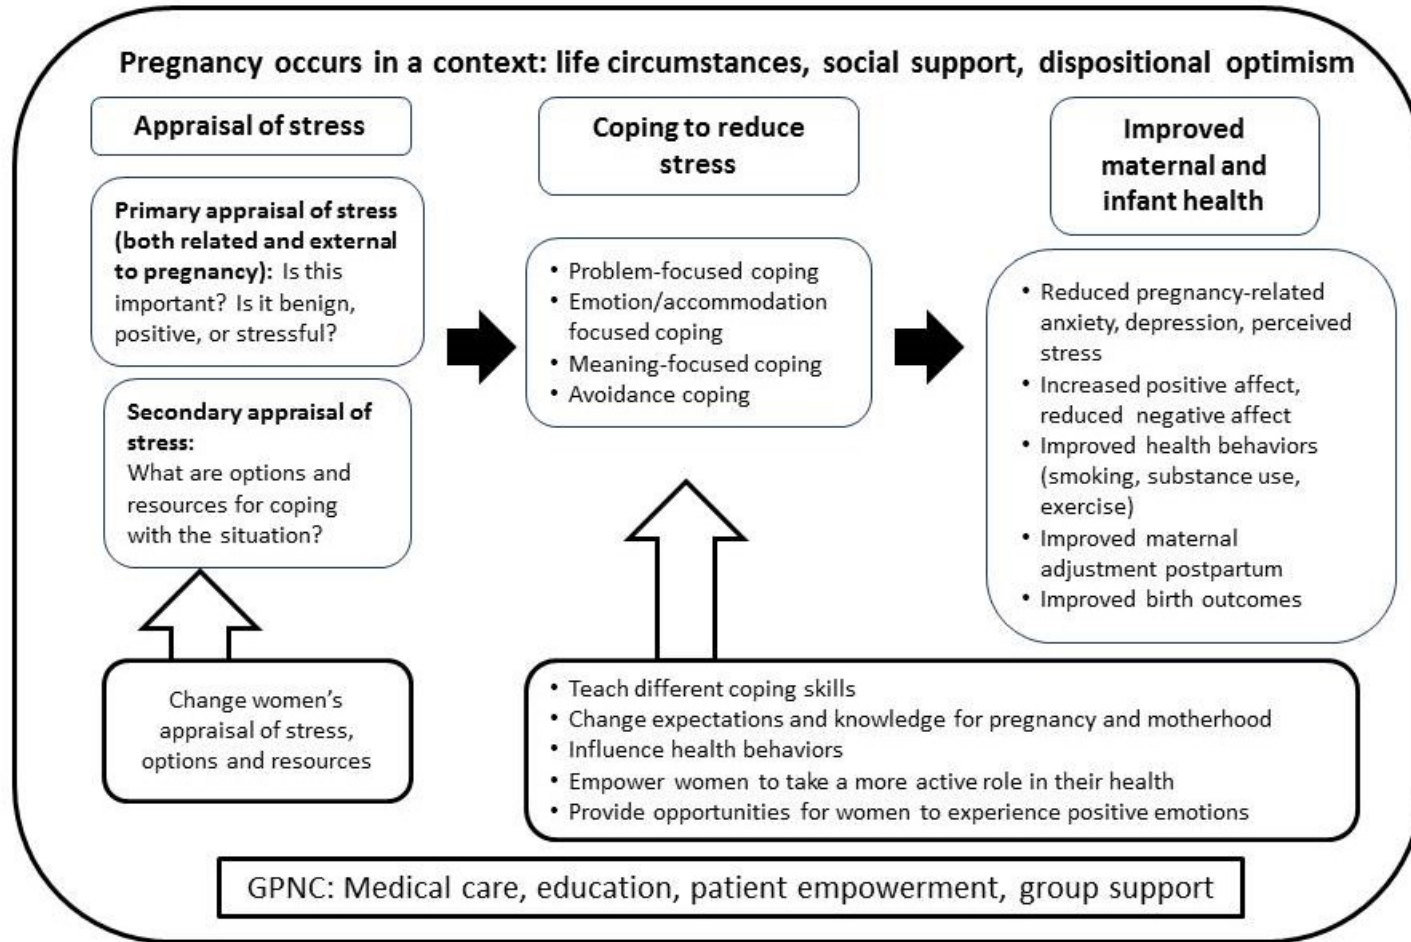 Pregnancy occurs in a context: life circumstances, social support, dispositional optimism
Appraisal of stress
Primary appraisal of stress
(both related and external
to pregnancy): Is this
important? Is it benign,
positive, or stressful?
Secondary appraisal of
stress:
What are options and
resources for coping
with the situation?
Change women's
appraisal of stress,
options and resources
Coping to reduce
stress
• Problem-focused coping
• Emotion/accommodation
focused coping
• Meaning-focused coping
• Avoidance coping
• Teach different coping skills
• Change expectations and knowledge for pregnancy and motherhood
• Influence health behaviors
• Empower women to take a more active role in their health
• Provide opportunities for women to experience positive emotions
Improved
maternal and
infant health
• Reduced pregnancy-related
anxiety, depression, perceived
stress
• Increased positive affect,
reduced negative affect
• Improved health behaviors
(smoking, substance use,
exercise)
• Improved maternal
adjustment postpartum
• Improved birth outcomes
GPNC: Medical care, education, patient empowerment, group support